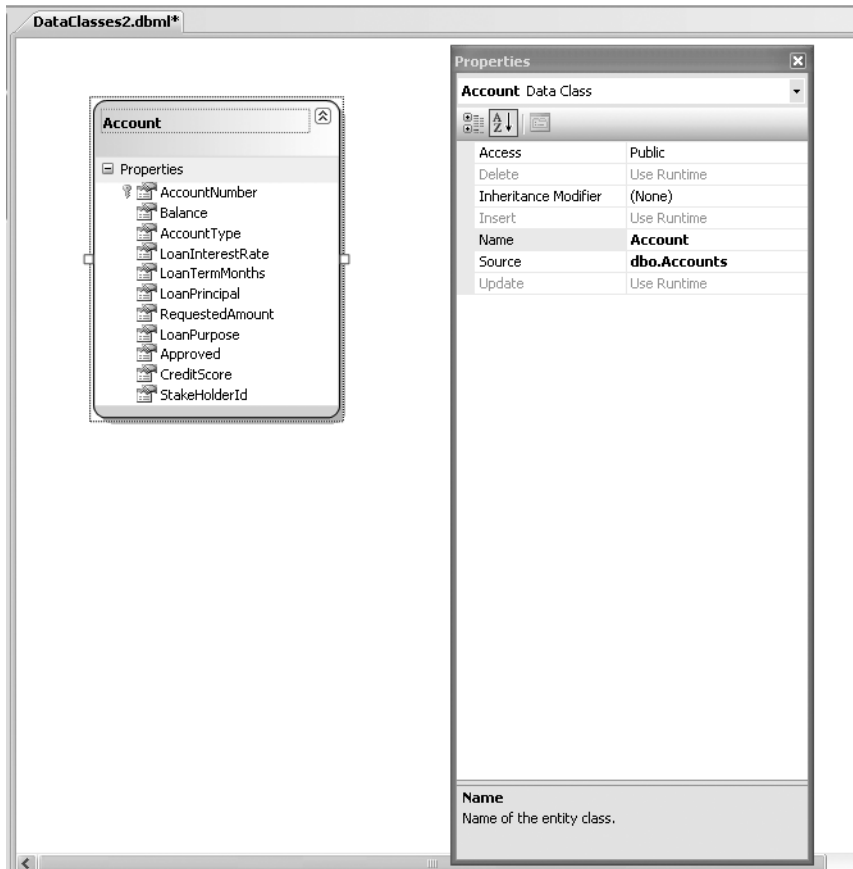 DataClasses2.dbml*
Account
Properties
AccountNumber
Balance
AccountType
LoanInterestRate
LoanTermMonths
LoanPrincipal
RequestedAmount
LoanPurpose
Approved
CreditScore
StakeHolderId
Properties
Account Data Class
Access Public
Delete Use Runtime
Inheritance Modifier (None)
Insert Use Runtime
Name Account
Source dbo.Accounts
Update Use Runtime
Name
Name of the entity class.